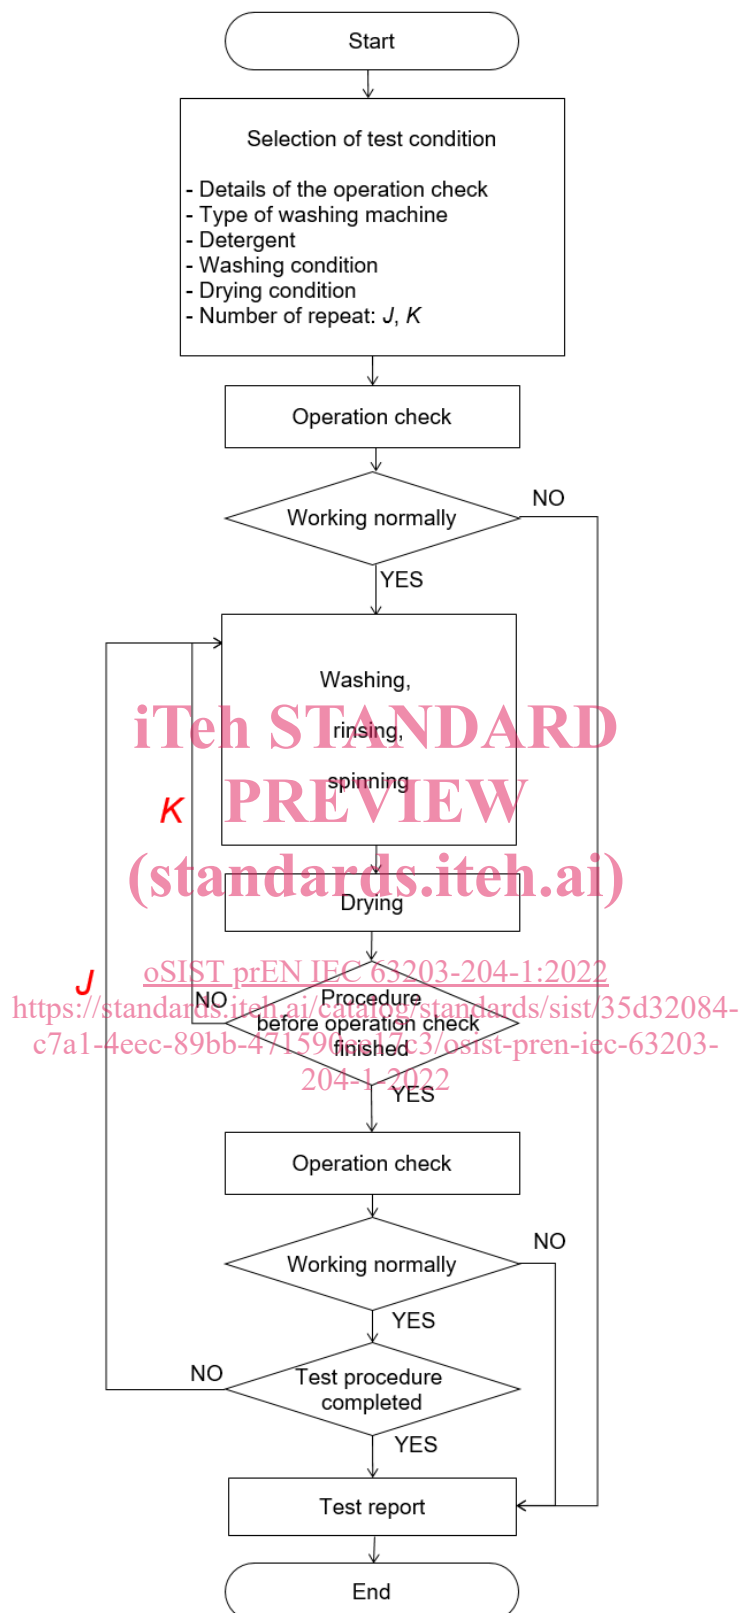 Start
Selection of test condition
- Details of the operation check
- Type of washing machine
- Detergent
- Washing condition
- Drying condition
- Number of repeat: J, K
Operation check
Working normally
NO
YES
Washing,
rinsing,
spinning
iTeh STANDARD
PREVIEW
(standards.iteh.ai)
K
Drying
J
oSIST prEN IEC 63203-204-1:2022
https://standards.iteh.ai/catalog/standards/sist/35d32084-
204-1-2022
NO
Procedure
before operation check
finished
YES
Operation check
Working normally
NO
YES
Test procedure
completed
NO
YES
Test report
End